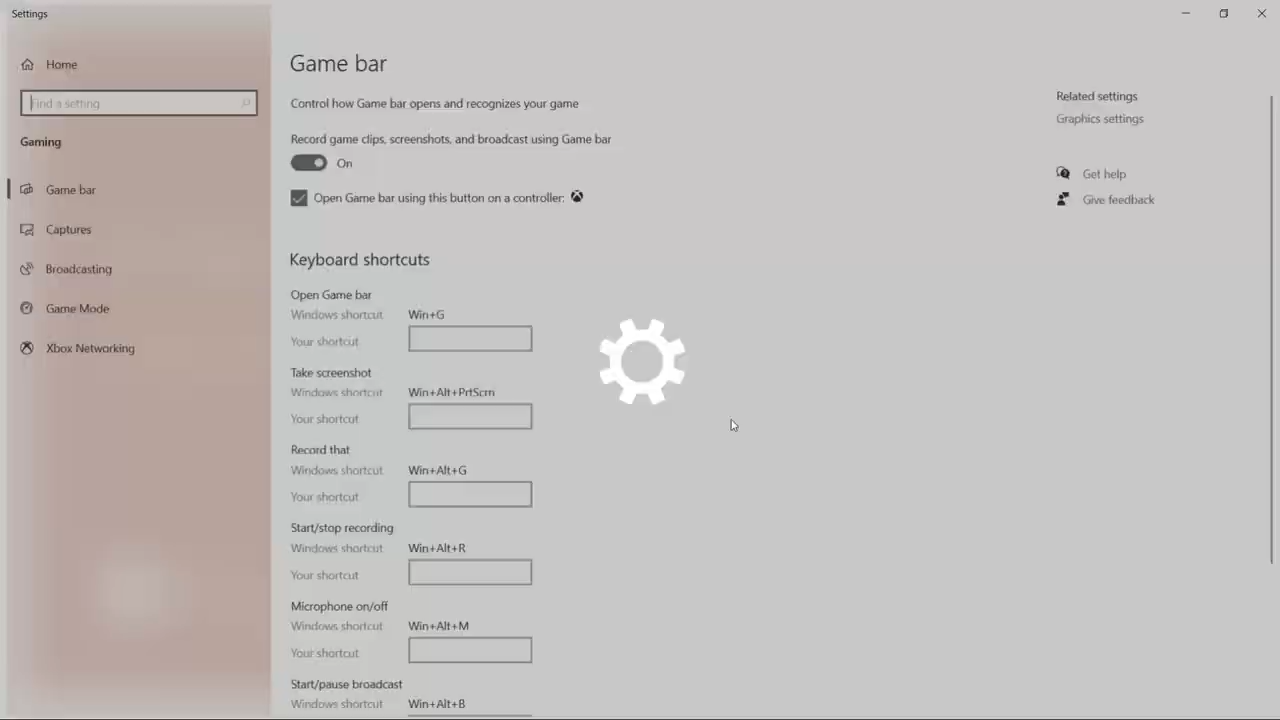 Settings
Home
Find a setting
Gaming
Game bar
Captures
Broadcasting
Game Mode
Xbox Networking
Game bar
Control how Game bar opens and recognizes your game
Record game clips, screenshots, and broadcast using Game bar
On
Open Game bar using this button on a controller:
Keyboard shortcuts
Open Game bar
Windows shortcut Win+G
Your shortcut
Take screenshot
Windows shortcut Win+Alt+PrtScrn
Your shortcut
Record that
Windows shortcut Win+Alt+G
Your shortcut
Start/stop recording
Windows shortcut Win+Alt+R
Your shortcut
Microphone on/off
Windows shortcut Win+Alt+M
Your shortcut
Start/pause broadcast
Windows shortcut Win+Alt+B
Related settings
Graphics settings
Get help
Give feedback